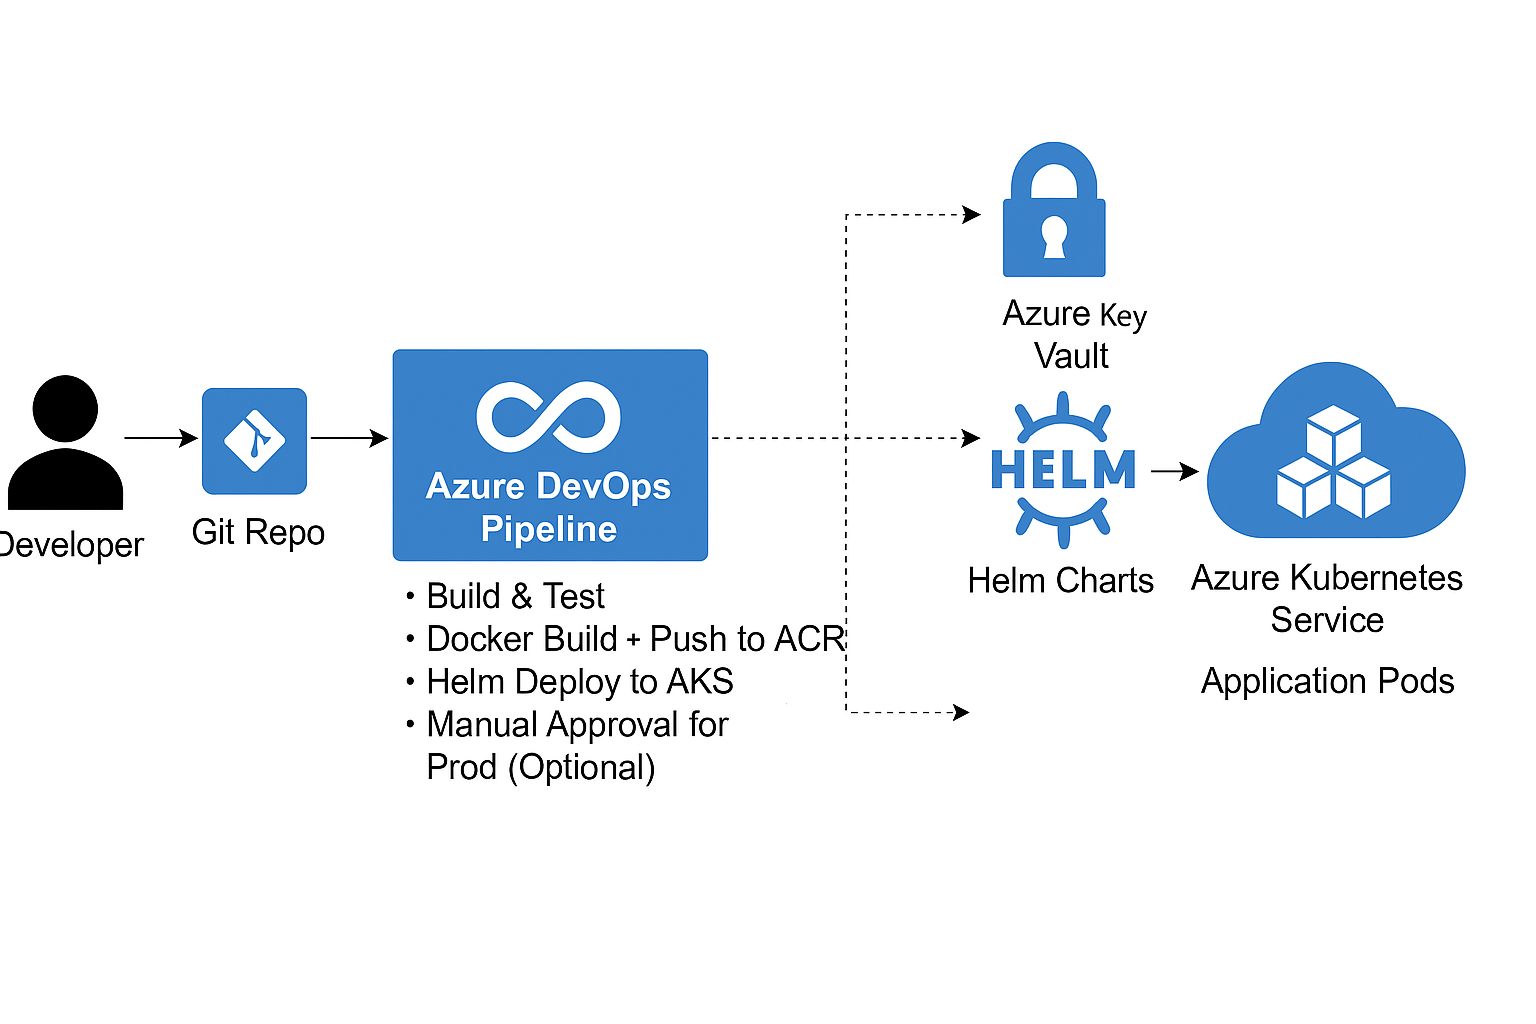 Developer
Git Repo
Azure DevOps
Pipeline
• Build & Test
• Docker Build + Push to ACR
• Helm Deploy to AKS
• Manual Approval for
Prod (Optional)
Azure Key
Vault
HELM
Helm Charts
Azure Kubernetes
Service
Application Pods